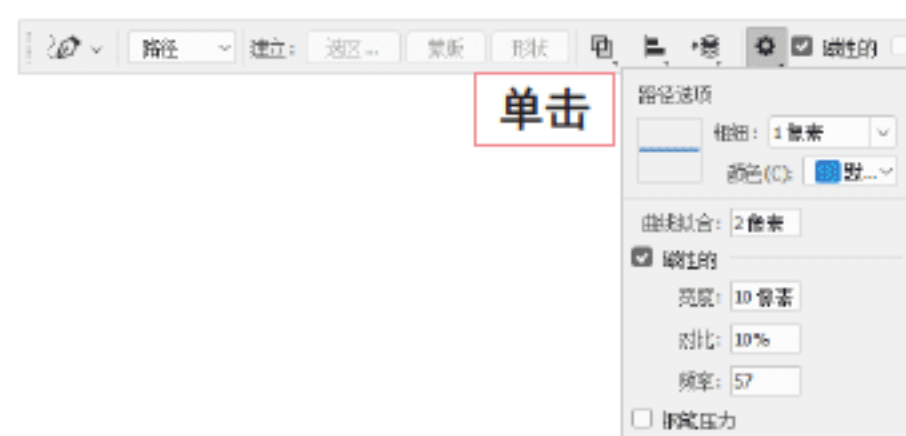 路径 建立: 选区... 蒙版 形状 磁性的
单击
路径选项
粗细: 1 像素
颜色(C): 默...
曲线拟合: 2 像素
磁性的
宽度: 10 像素
对比: 10%
频率: 57
钢笔压力